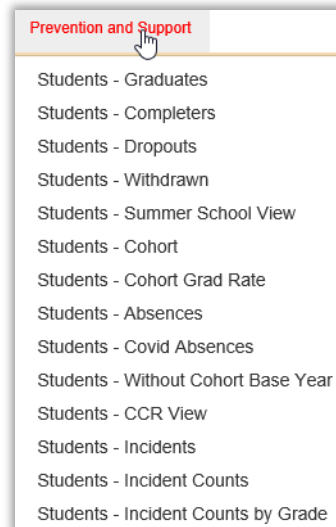 Prevention and Support
Students - Graduates
Students - Completers
Students - Dropouts
Students - Withdrawn
Students - Summer School View
Students - Cohort
Students - Cohort Grad Rate
Students - Absences
Students - Covid Absences
Students - Without Cohort Base Year
Students - CCR View
Students - Incidents
Students - Incident Counts
Students - Incident Counts by Grade